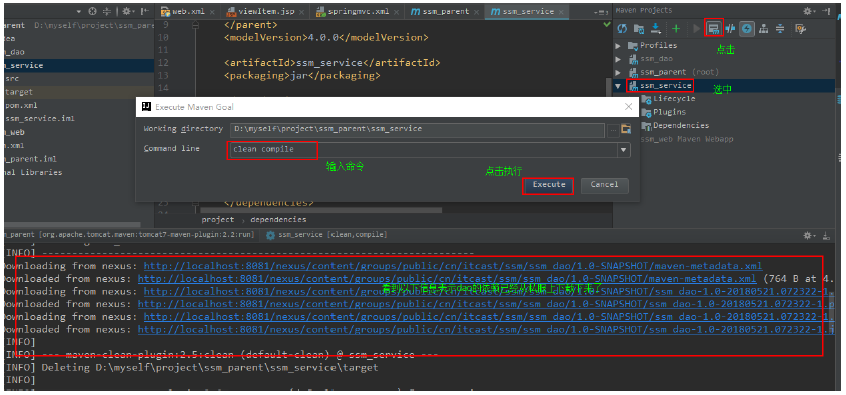 web.xml
viewItem.jsp
springmvc.xml
ssm_parent
ssm_service
Maven Projects
parent D:\myself\project\ssm_parent
dea
m_dao
m_service
src
target
pom.xml
ssm_service.iml
m_web
m.xml
m_parent.iml
nal Libraries
9 </parent>
10 <modelVersion>4.0.0</modelVersion>
<artifactId>ssm_service</artifactId>
<packaging>jar</packaging>
14
点击
Profiles
ssm_dao
ssm_parent (root)
ssm_service
选中
Lifecycle
Plugins
Dependencies
ssm_web Maven Webapp
Execute Maven Goal
Working directory D:\myself\project\ssm_parent\ssm_service
Command line clean compile
输入命令
点击执行
Execute
Cancel
</dependencies>
project › dependencies
m_parent [org.apache.tomcat.maven:tomcat7-maven-plugin:2.2:run]
ssm_service [clean,compile]
INFO] ------------------------------------------------------------------------
Downloading from nexus: http://localhost:8081/nexus/content/groups/public/cn/itcast/ssm/ssm_dao/1.0-SNAPSHOT/maven-metadata.xml
Downloaded from nexus: http://localhost:8081/nexus/content/groups/public/cn/itcast/ssm/ssm_dao/1.0-SNAPSHOT/maven-metadata.xml (764 B at 4.
看到以下信息表示dao的依赖已经从私服上下载下来了
Downloading from nexus: http://localhost:8081/nexus/content/groups/public/cn/itcast/ssm/ssm_dao/1.0-SNAPSHOT/ssm_dao-1.0-20180521.072322-1.
Downloaded from nexus: http://localhost:8081/nexus/content/groups/public/cn/itcast/ssm/ssm_dao/1.0-SNAPSHOT/ssm_dao-1.0-20180521.072322-1.
Downloading from nexus: http://localhost:8081/nexus/content/groups/public/cn/itcast/ssm/ssm_dao/1.0-SNAPSHOT/ssm_dao-1.0-20180521.072322-1.
Downloaded from nexus: http://localhost:8081/nexus/content/groups/public/cn/itcast/ssm/ssm_dao/1.0-SNAPSHOT/ssm_dao-1.0-20180521.072322-1.
INFO]
INFO] --- maven-clean-plugin:2.5:clean (default-clean) @ ssm_service ---
INFO] Deleting D:\myself\project\ssm_parent\ssm_service\target
INFO]